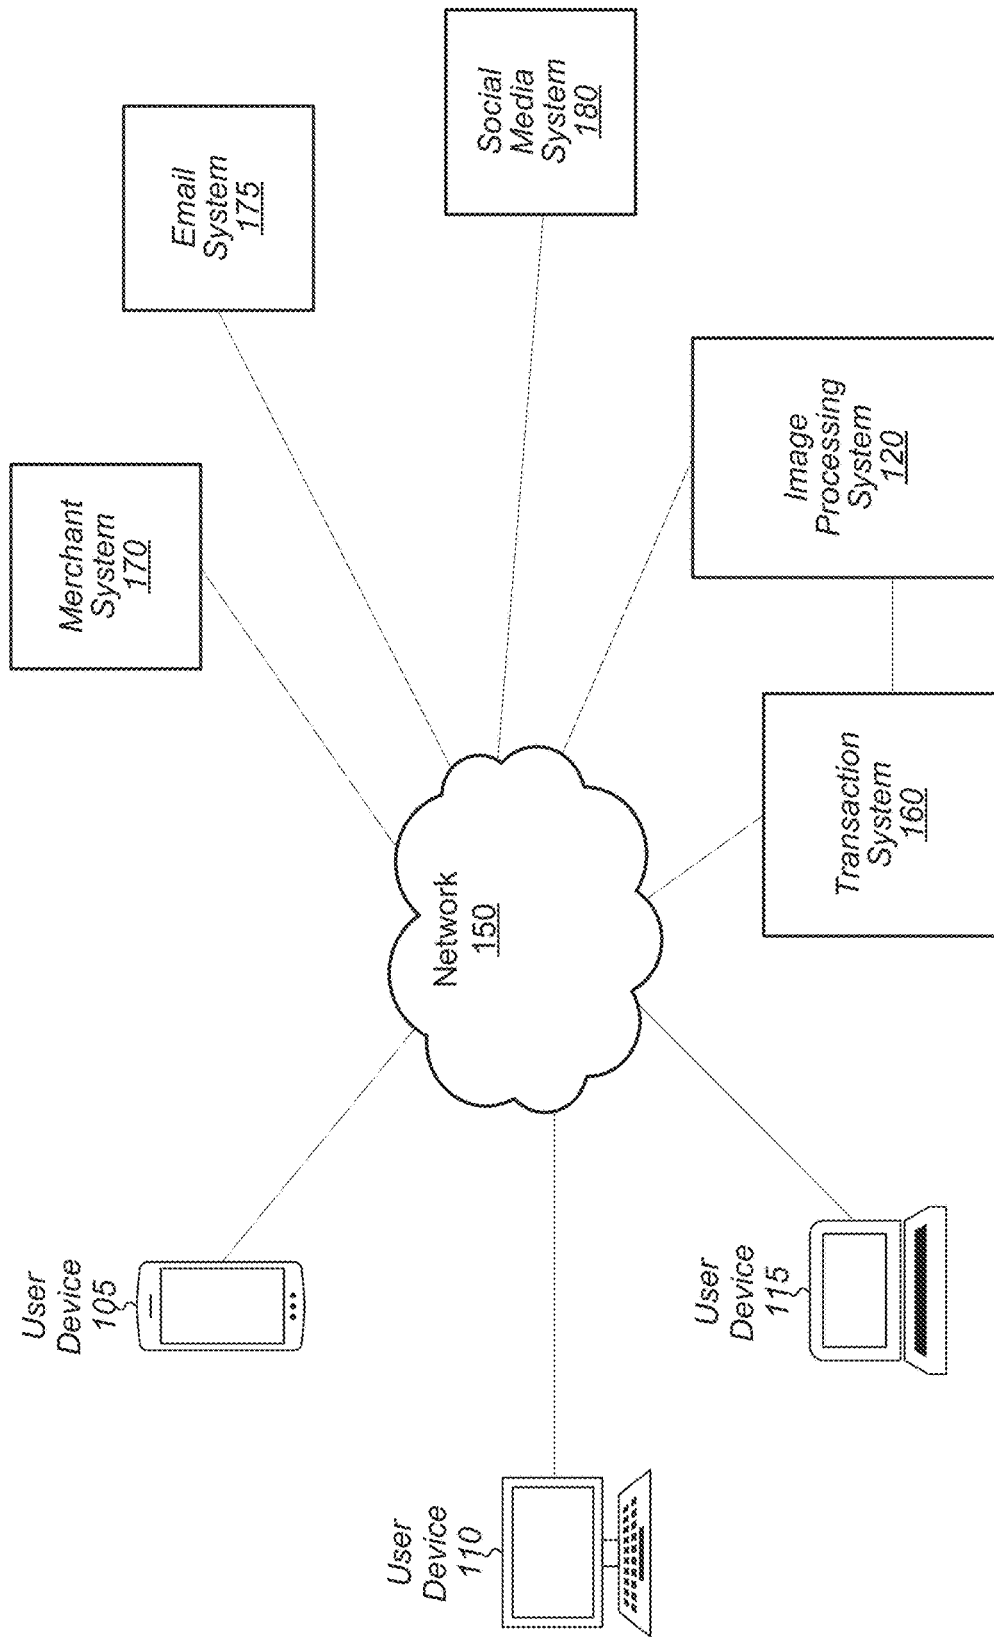 User
Device
105
User
Device
110
User
Device
115
Network
150
Merchant
System
170
Email
System
175
Social
Media
System
180
Image
Processing
System
120
Transaction
System
160